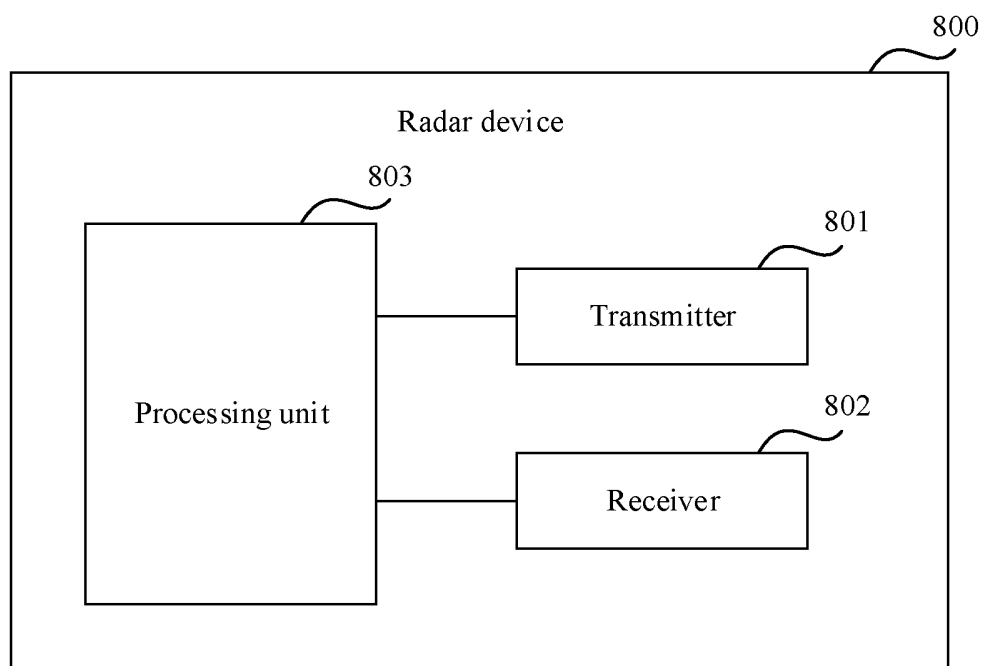 800
Radar device
803
801
Transmitter
Processing unit
802
Receiver